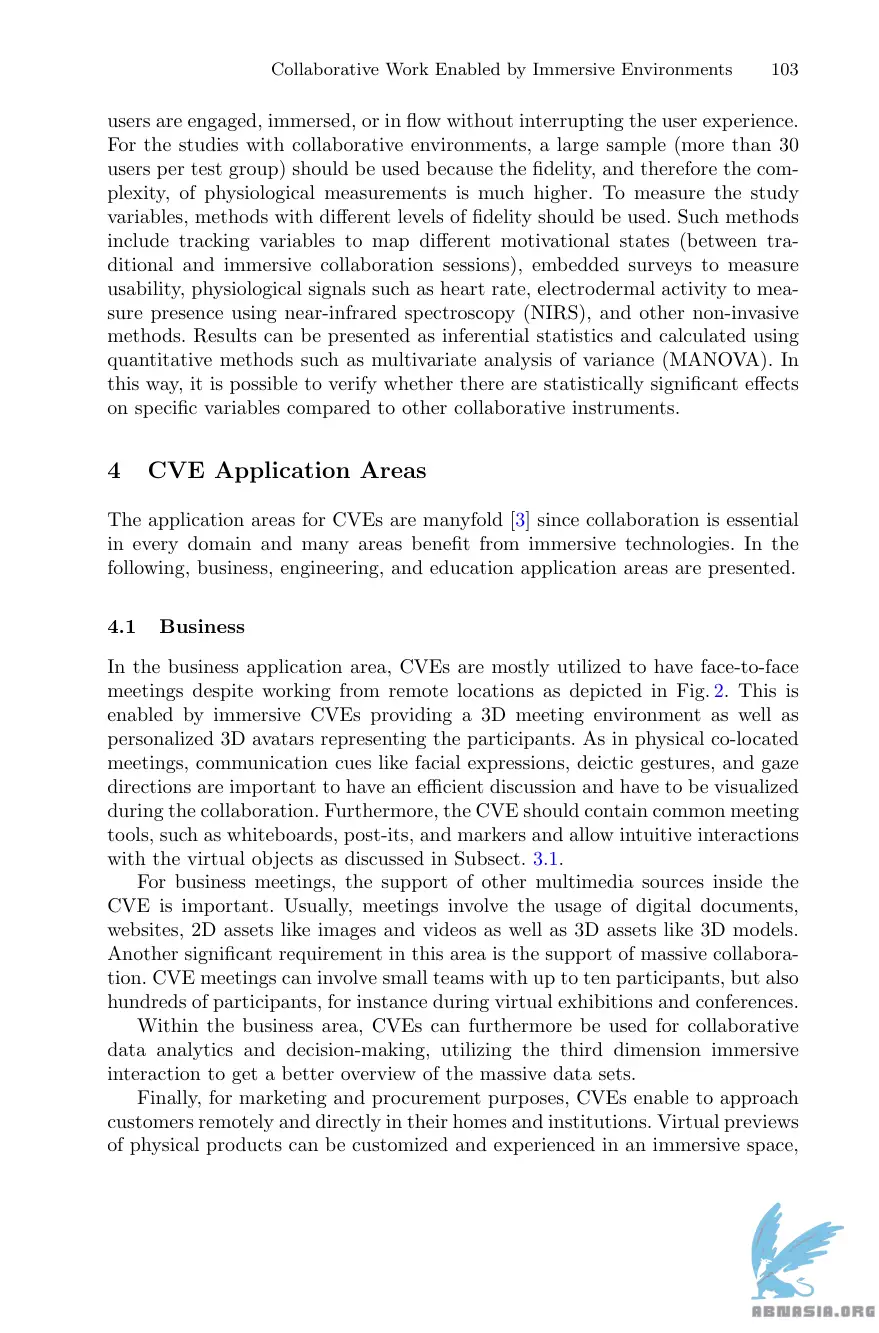 Collaborative Work Enabled by Immersive Environments 103
users are engaged, immersed, or in flow without interrupting the user experience.
For the studies with collaborative environments, a large sample (more than 30
users per test group) should be used because the fidelity, and therefore the com-
plexity, of physiological measurements is much higher. To measure the study
variables, methods with different levels of fidelity should be used. Such methods
include tracking variables to map different motivational states (between tra-
ditional and immersive collaboration sessions), embedded surveys to measure
usability, physiological signals such as heart rate, electrodermal activity to mea-
sure presence using near-infrared spectroscopy (NIRS), and other non-invasive
methods. Results can be presented as inferential statistics and calculated using
quantitative methods such as multivariate analysis of variance (MANOVA). In
this way, it is possible to verify whether there are statistically significant effects
on specific variables compared to other collaborative instruments.
4 CVE Application Areas
The application areas for CVEs are manyfold [3] since collaboration is essential
in every domain and many areas benefit from immersive technologies. In the
following, business, engineering, and education application areas are presented.
4.1 Business
In the business application area, CVEs are mostly utilized to have face-to-face
meetings despite working from remote locations as depicted in Fig. 2. This is
enabled by immersive CVEs providing a 3D meeting environment as well as
personalized 3D avatars representing the participants. As in physical co-located
meetings, communication cues like facial expressions, deictic gestures, and gaze
directions are important to have an efficient discussion and have to be visualized
during the collaboration. Furthermore, the CVE should contain common meeting
tools, such as whiteboards, post-its, and markers and allow intuitive interactions
with the virtual objects as discussed in Subsect. 3.1.
For business meetings, the support of other multimedia sources inside the
CVE is important. Usually, meetings involve the usage of digital documents,
websites, 2D assets like images and videos as well as 3D assets like 3D models.
Another significant requirement in this area is the support of massive collabora-
tion. CVE meetings can involve small teams with up to ten participants, but also
hundreds of participants, for instance during virtual exhibitions and conferences.
Within the business area, CVEs can furthermore be used for collaborative
data analytics and decision-making, utilizing the third dimension immersive
interaction to get a better overview of the massive data sets.
Finally, for marketing and procurement purposes, CVEs enable to approach
customers remotely and directly in their homes and institutions. Virtual previews
of physical products can be customized and experienced in an immersive space,
ABNASIA.ORG